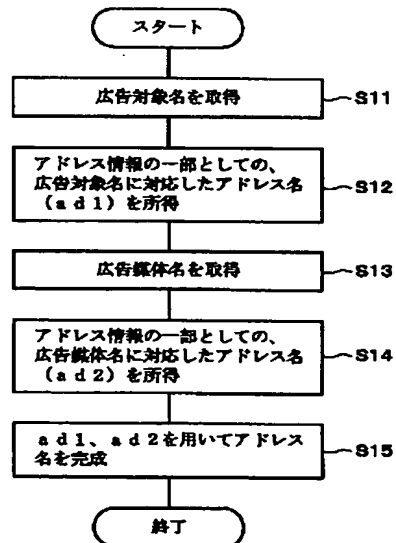 スタート
広告対象名を取得
S11
アドレス情報の一部としての、
広告対象名に対応したアドレス名
(ad1)を所得
S12
広告媒体名を取得
S13
アドレス情報の一部としての、
広告媒体名に対応したアドレス名
(ad2)を所得
S14
ad1、ad2を用いてアドレス
名を完成
S15
終了